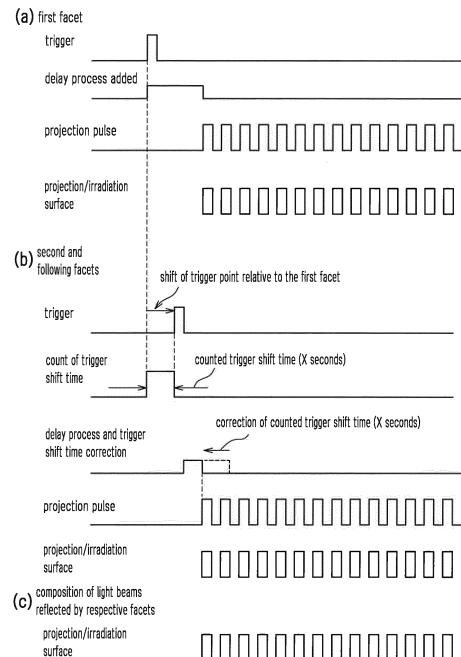 (a) first facet
trigger
delay process added
projection pulse
projection/irradiation
surface
(b) second and
following facets
shift of trigger point relative to the first facet
trigger
count of trigger
shift time
counted trigger shift time (X seconds)
delay process and trigger
shift time correction
correction of counted trigger shift time (X seconds)
projection pulse
projection/irradiation
surface
(c) composition of light beams
reflected by respective facets
projection/irradiation
surface